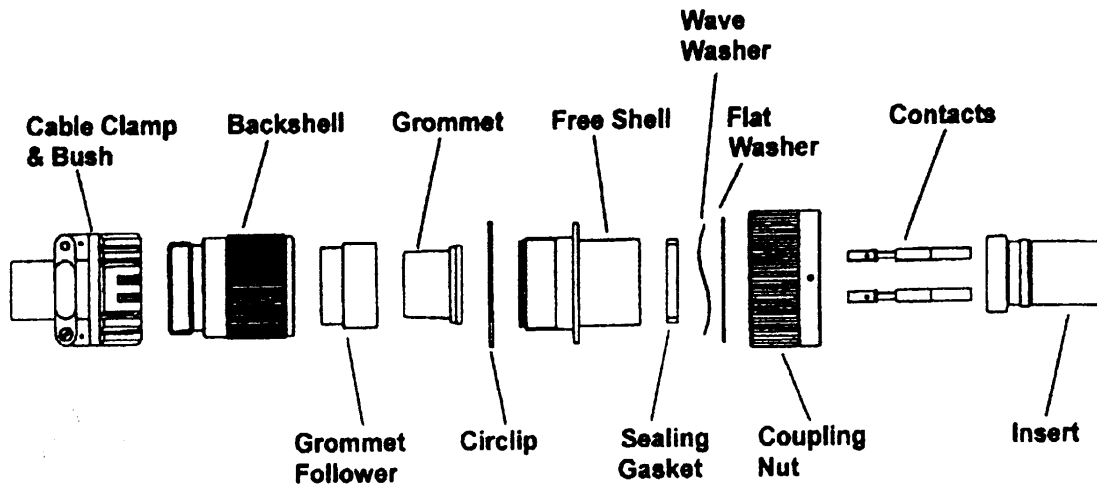 Wave
Washer
Cable Clamp
& Bush
Backshell
Grommet
Free Shell
Flat
Washer
Contacts
Grommet
Follower
Circlip
Sealing
Gasket
Coupling
Nut
Insert